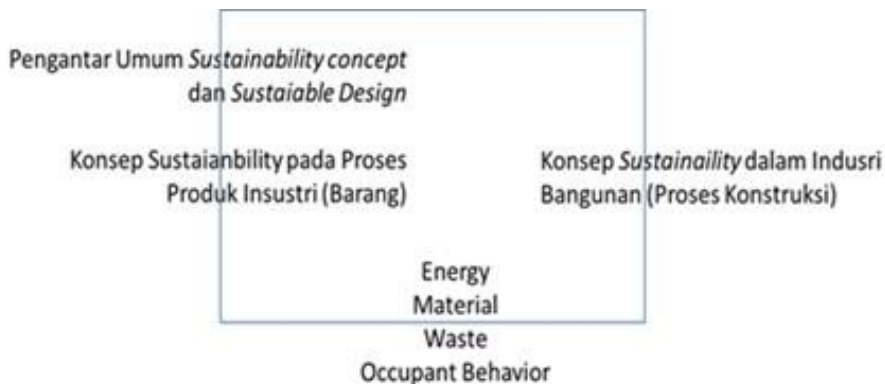 Pengantar Umum Sustainability concept
dan Sustaiable Design
Konsep Sustaianbility pada Proses
Produk Insustri (Barang)
Konsep Sustainaility dalam Indusri
Bangunan (Proses Konstruksi)
Energy
Material
Waste
Occupant Behavior